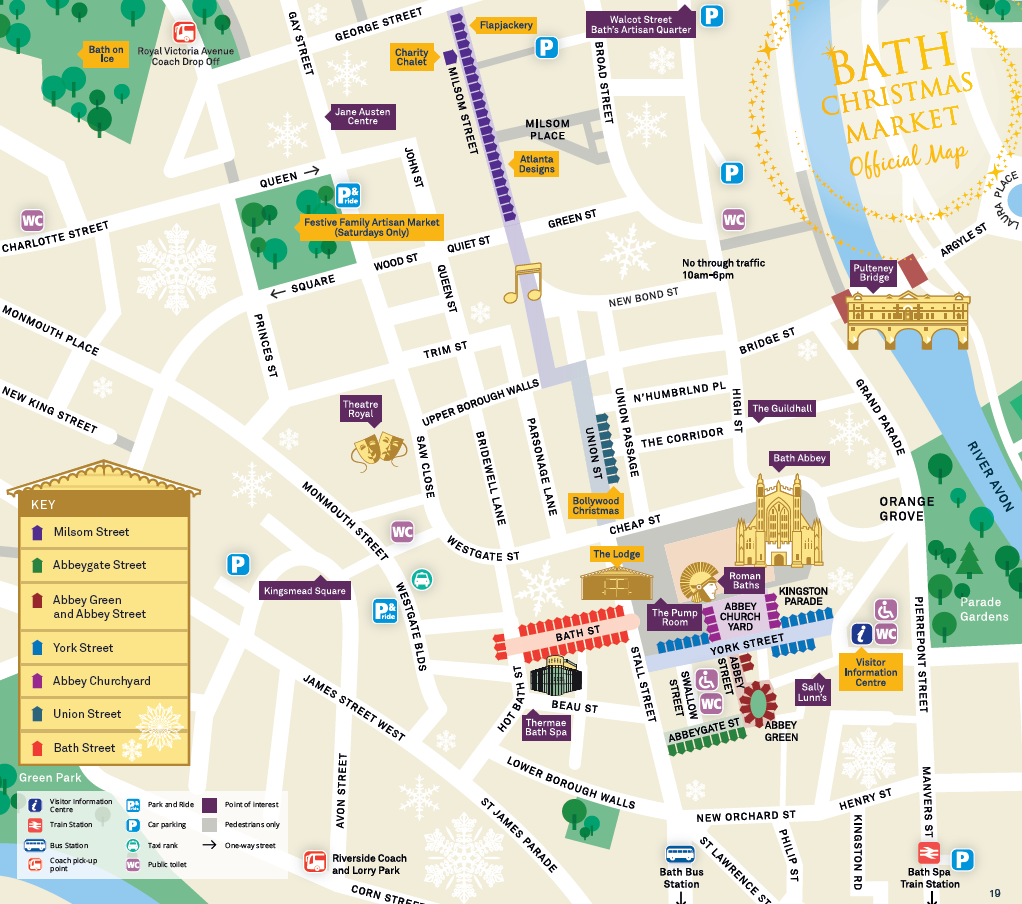 GEORGE STREET
GAY STREET
Flapjackery
Walcot Street
Bath's Artisan Quarter
P
P
BATH
CHRISTMAS
MARKET
Official Map
Bath on
Ice
Royal Victoria Avenue
Coach Drop Off
Charity
Chalet
BROAD STREET
MILSOM STREET
Jane Austen
Centre
MILSOM
PLACE
JOHN ST
Atlanta
Designs
P
QUEEN
P&
ride
LAURA PLACE
WC
WC
CHARLOTTE STREET
Festive Family Artisan Market
(Saturdays Only)
GREEN ST
QUIET ST
WOOD ST
ARGYLE ST
No through traffic
10am-6pm
Pulteney
Bridge
SQUARE
QUEEN ST
NEW BOND ST
MONMOUTH PLACE
PRINCES ST
TRIM ST
BRIDGE ST
NEW KING STREET
UPPER BOROUGH WALLS
N'HUMBRLND PL
HIGH ST
GRAND PARADE
Theatre
Royal
UNION PASSAGE
The Guildhall
THE CORRIDOR
UNION ST
SAW CLOSE
BRIDEWELL LANE
PARSONAGE LANE
Bath Abbey
RIVER AVON
KEY
Milsom Street
Abbeygate Street
Abbey Green
and Abbey Street
York Street
Abbey Churchyard
Union Street
Bath Street
Bollywood
Christmas
ORANGE
GROVE
MONMOUTH STREET
CHEAP ST
WC
WESTGATE ST
The Lodge
P
Kingsmead Square
Roman
Baths
KINGSTON
PARADE
P&
ride
WESTGATE BLDS
The Pump
Room
ABBEY
CHURCH
YARD
Parade
Gardens
PIERREPONT STREET
BATH ST
YORK STREET
i
WC
Visitor
Information
Centre
STALL STREET
ABBEY
STREET
SWALLOW
STREET
WC
Sally
Lunn's
HOT BATH ST
BEAU ST
Thermae
Bath Spa
JAMES STREET WEST
ABBEYGATE ST
ABBEY
GREEN
Green Park
LOWER BOROUGH WALLS
AVON STREET
ST JAMES PARADE
HENRY ST
MANVERS ST
NEW ORCHARD ST
i
Visitor Information
Centre
Train Station
Bus Station
Coach pick-up
point
P&
ride
Park and Ride
P
Car parking
Taxi rank
WC
Public toilet
Point of interest
Pedestrians only
One-way street
Riverside Coach
and Lorry Park
CORN STREET
Bath Bus
Station
ST LAWRENCE ST
PHILIP ST
KINGSTON RD
P
Bath Spa
Train Station
19